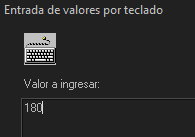 Entrada de valores por teclado
Valor a ingresar:
180